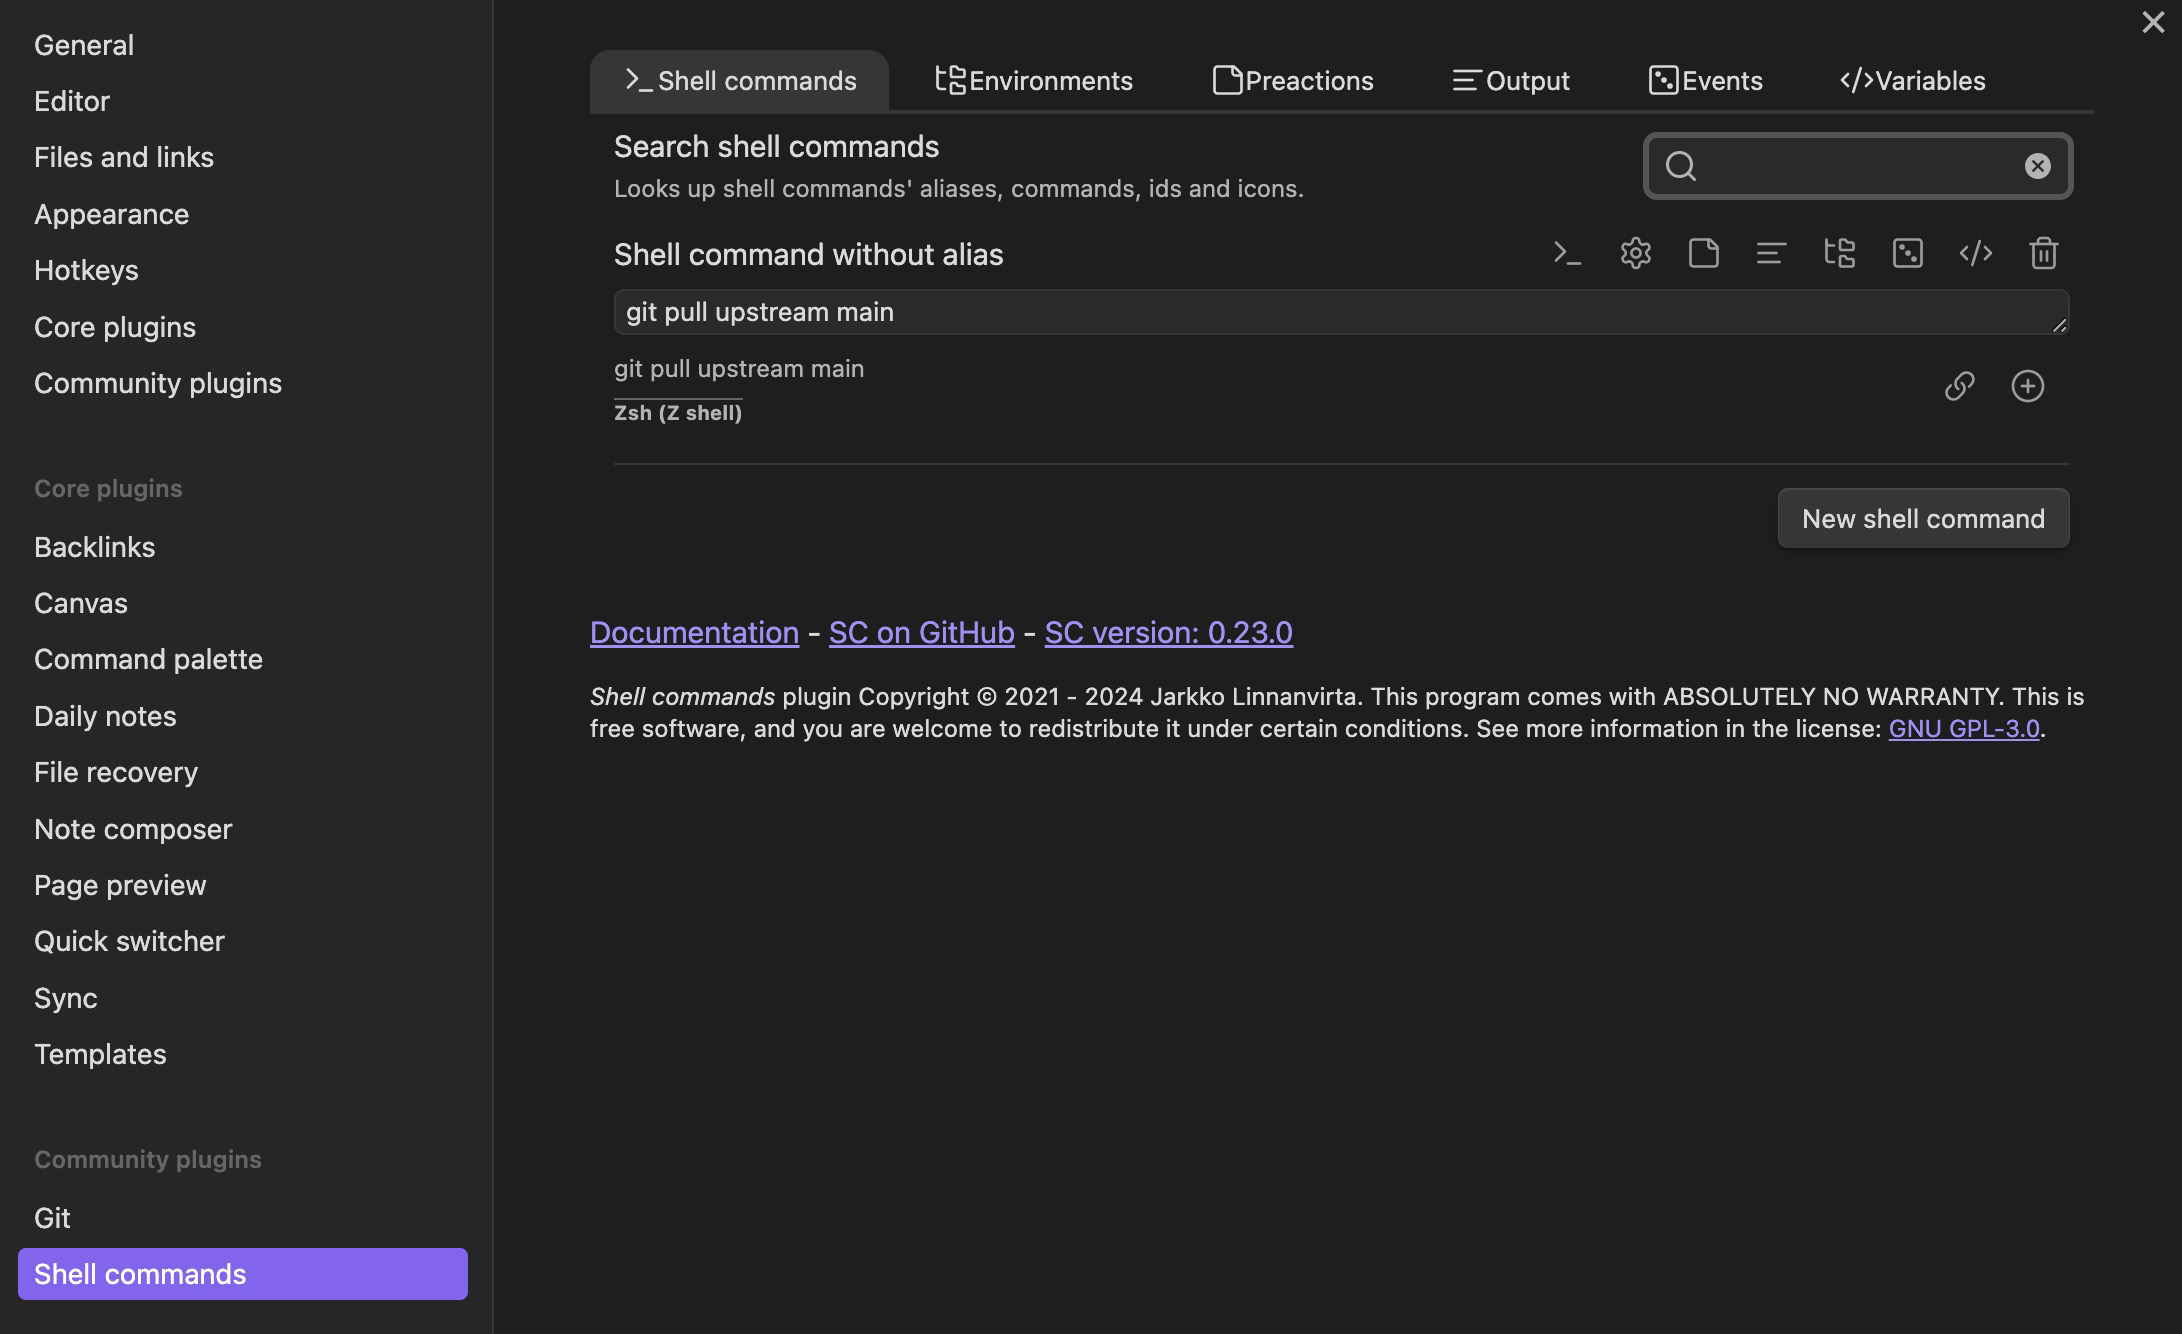 General
Editor
Files and links
Appearance
Hotkeys
Core plugins
Community plugins
Core plugins
Backlinks
Canvas
Command palette
Daily notes
File recovery
Note composer
Page preview
Quick switcher
Sync
Templates
Community plugins
Git
Shell commands
Shell commands Environments Preactions Output Events Variables
Search shell commands
Looks up shell commands' aliases, commands, ids and icons.
Shell command without alias
git pull upstream main
git pull upstream main
Zsh (Z shell)
New shell command
Documentation - SC on GitHub - SC version: 0.23.0
Shell commands plugin Copyright © 2021 - 2024 Jarkko Linnanvirta. This program comes with ABSOLUTELY NO WARRANTY. This is
free software, and you are welcome to redistribute it under certain conditions. See more information in the license: GNU GPL-3.0.